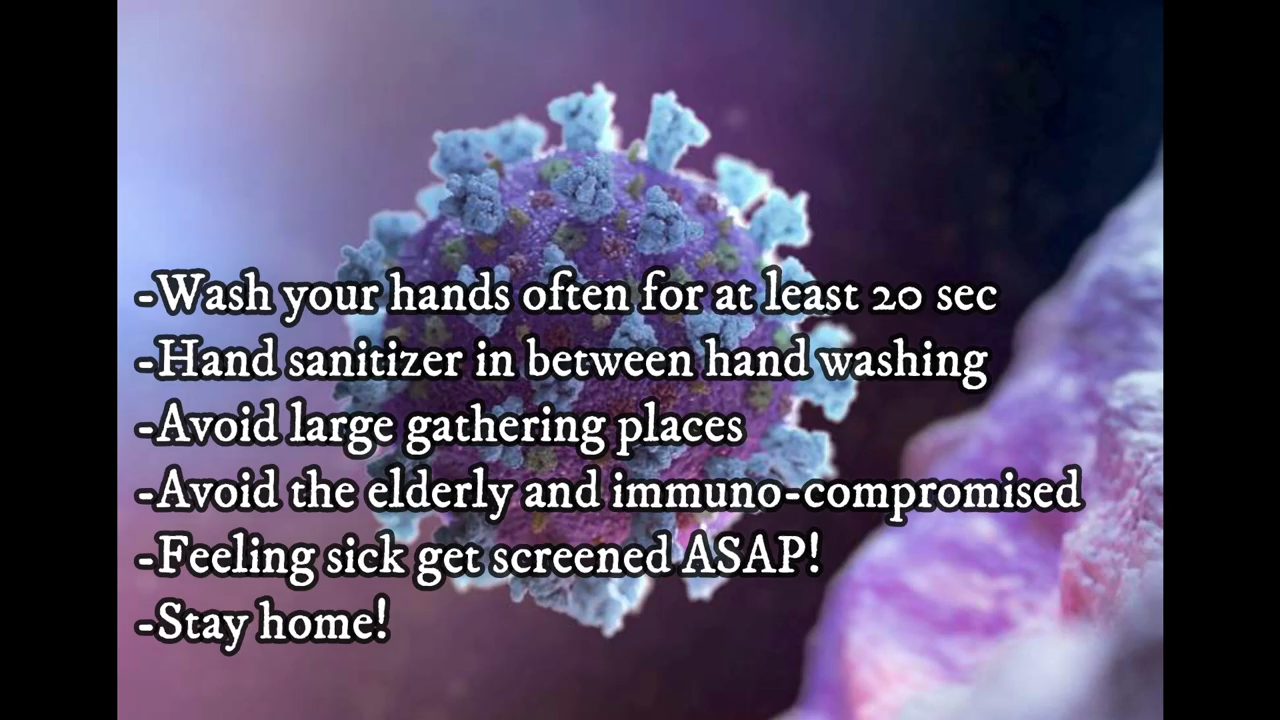 -Wash your hands often for at least 20 sec
-Hand sanitizer in between hand washing
-Avoid large gathering places
-Avoid the elderly and immuno-compromised
-Feeling sick get screened ASAP!
-Stay home!